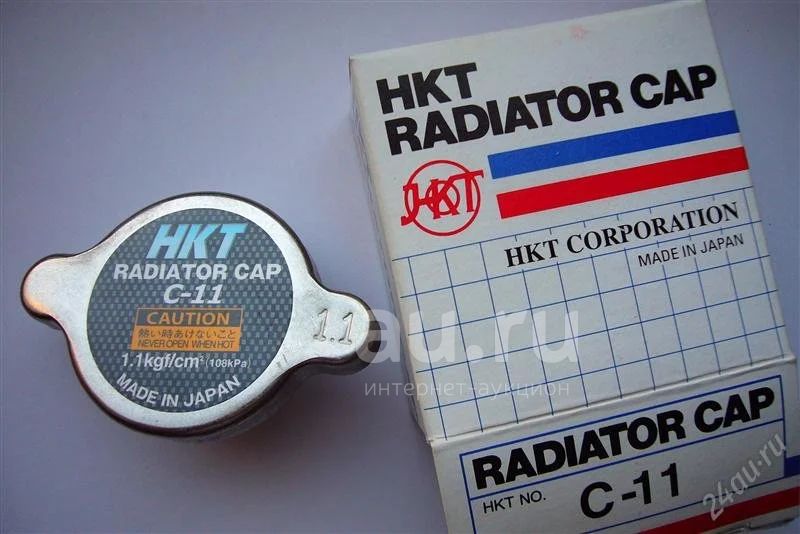 HKT
RADIATOR CAP
C-11
CAUTION
熱い時あけないこと
NEVER OPEN WHEN HOT
1.1kgf/cm² (108kPa)
MADE IN JAPAN
1.1
HKT
RADIATOR CAP
HKT
HKT CORPORATION
MADE IN JAPAN
RADIATOR CAP
HKT NO. C-11
au.ru
интернет-аукцион
24au.ru